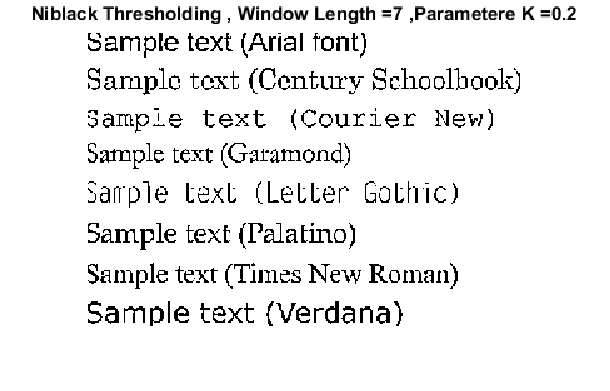 Niblack Thresholding , Window Length =7 ,Parametere K =0.2
Sample text (Arial font)
Sample text (Century Schoolbook)
Sample text (Courier New)
Sample text (Garamond)
Sample text (Letter Gothic)
Sample text (Palatino)
Sample text (Times New Roman)
Sample text (Verdana)